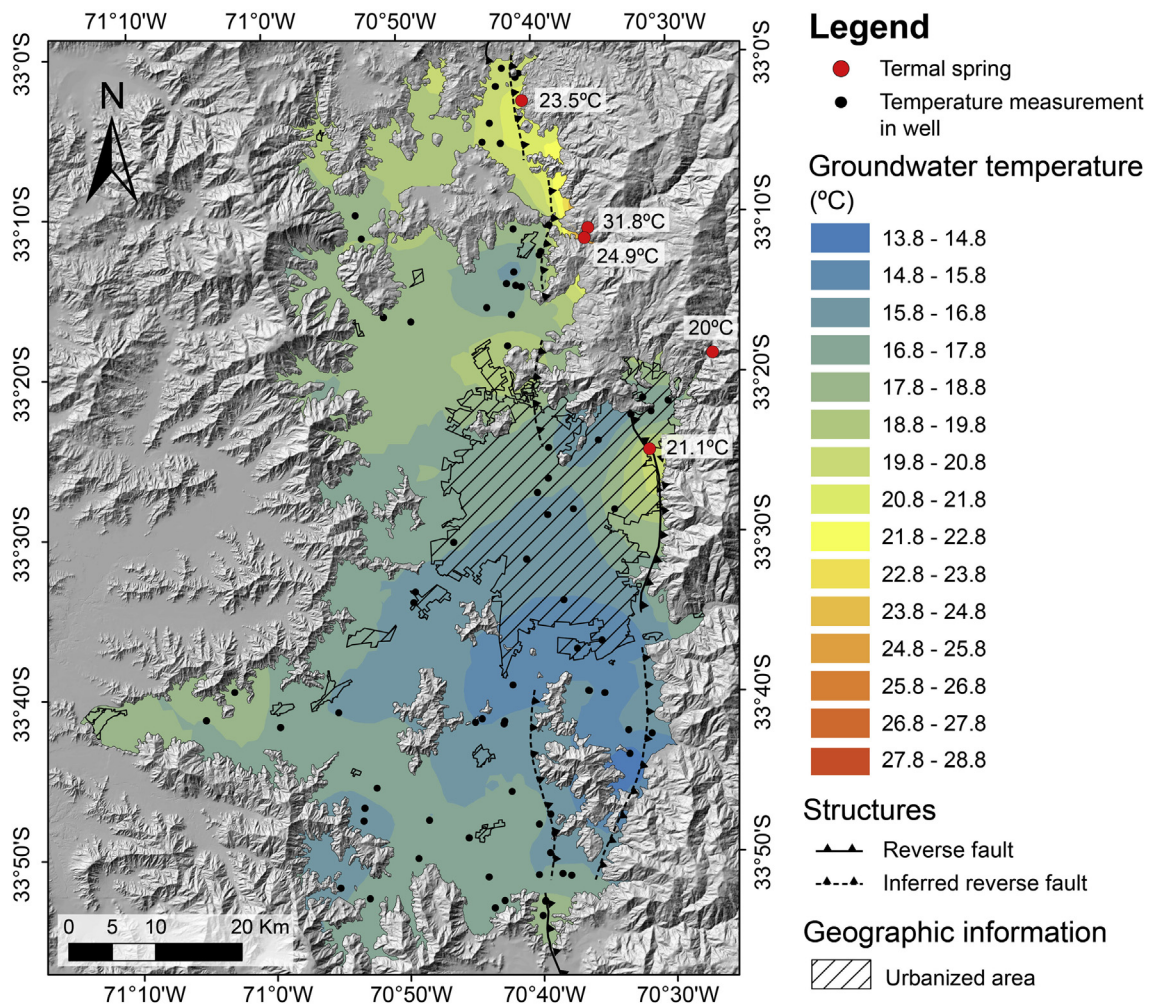 71°10'W 71°0'W 70°50'W 70°40'W 70°30'W
33°0'S
33°10'S
33°20'S
33°30'S
33°40'S
33°50'S
N
23.5ºC
31.8ºC
24.9ºC
20ºC
21.1ºC
33°0'S
33°10'S
33°20'S
33°30'S
33°40'S
33°50'S
0 5 10 20 Km
71°10'W 71°0'W 70°50'W 70°40'W 70°30'W
Legend
Termal spring
Temperature measurement
in well
Groundwater temperature
(ºC)
13.8 - 14.8
14.8 - 15.8
15.8 - 16.8
16.8 - 17.8
17.8 - 18.8
18.8 - 19.8
19.8 - 20.8
20.8 - 21.8
21.8 - 22.8
22.8 - 23.8
23.8 - 24.8
24.8 - 25.8
25.8 - 26.8
26.8 - 27.8
27.8 - 28.8
Structures
Reverse fault
Inferred reverse fault
Geographic information
Urbanized area